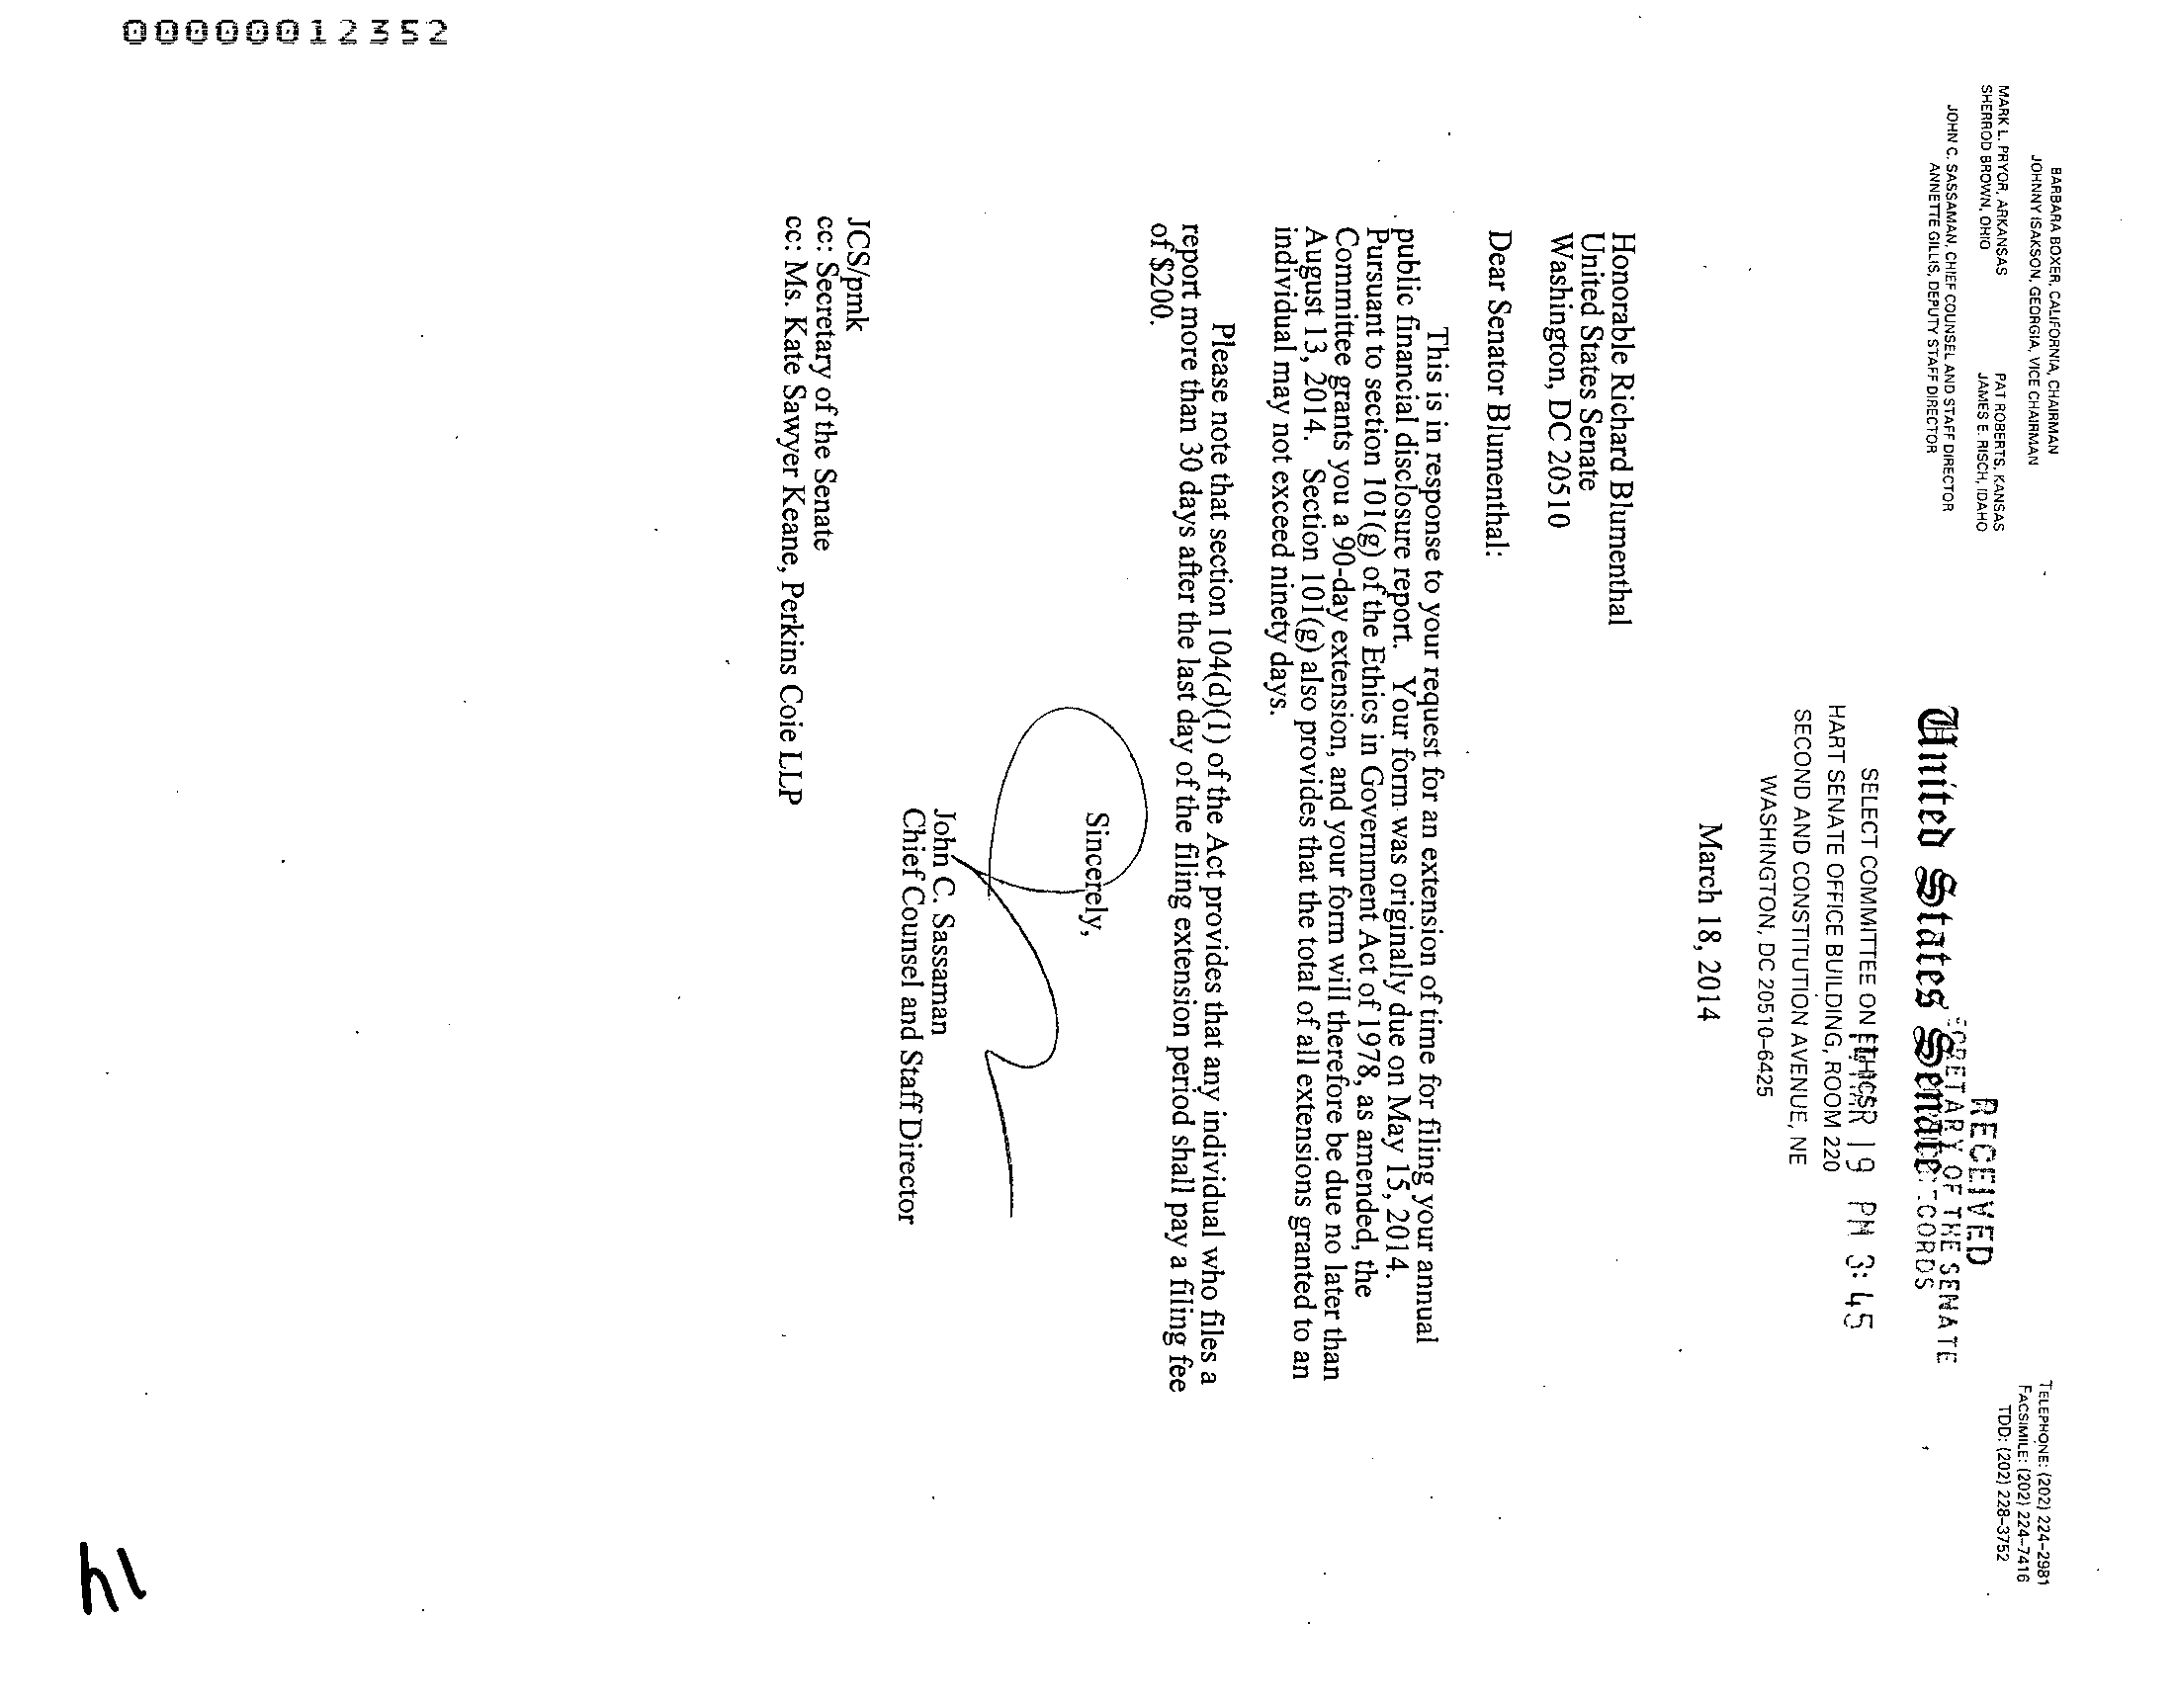 00000012352
BARBARA BOXER, CALIFORNIA, CHAIRMAN
JOHNNY ISAKSON, GEORGIA, VICE CHAIRMAN
MARK L. PRYOR, ARKANSAS PAT ROBERTS, KANSAS
SHERROD BROWN, OHIO JAMES E. RISCH, IDAHO
JOHN C. SASSAMAN, CHIEF COUNSEL AND STAFF DIRECTOR
ANNETTE GILLIS, DEPUTY STAFF DIRECTOR
TELEPHONE: (202) 224-2981
FACSIMILE: (202) 224-7416
TDD: (202) 228-3752
RECEIVED
OF THE SENATE
United States Senate
SELECT COMMITTEE ON ETHICS
19 PM 3:45
HART SENATE OFFICE BUILDING, ROOM 220
SECOND AND CONSTITUTION AVENUE, NE
WASHINGTON, DC 20510-6425
March 18, 2014
Honorable Richard Blumenthal
United States Senate
Washington, DC 20510
Dear Senator Blumenthal:
This is in response to your request for an extension of time for filing your annual
public financial disclosure report. Your form was originally due on May 15, 2014.
Pursuant to section 101(g) of the Ethics in Government Act of 1978, as amended, the
Committee grants you a 90-day extension, and your form will therefore be due no later than
August 13, 2014. Section 101(g) also provides that the total of all extensions granted to an
individual may not exceed ninety days.
Please note that section 104(d)(1) of the Act provides that any individual who files a
report more than 30 days after the last day of the filing extension period shall pay a filing fee
of $200.
Sincerely,
John C. Sassaman
Chief Counsel and Staff Director
JCS/pmk
cc: Secretary of the Senate
cc: Ms. Kate Sawyer Keane, Perkins Coie LLP
14